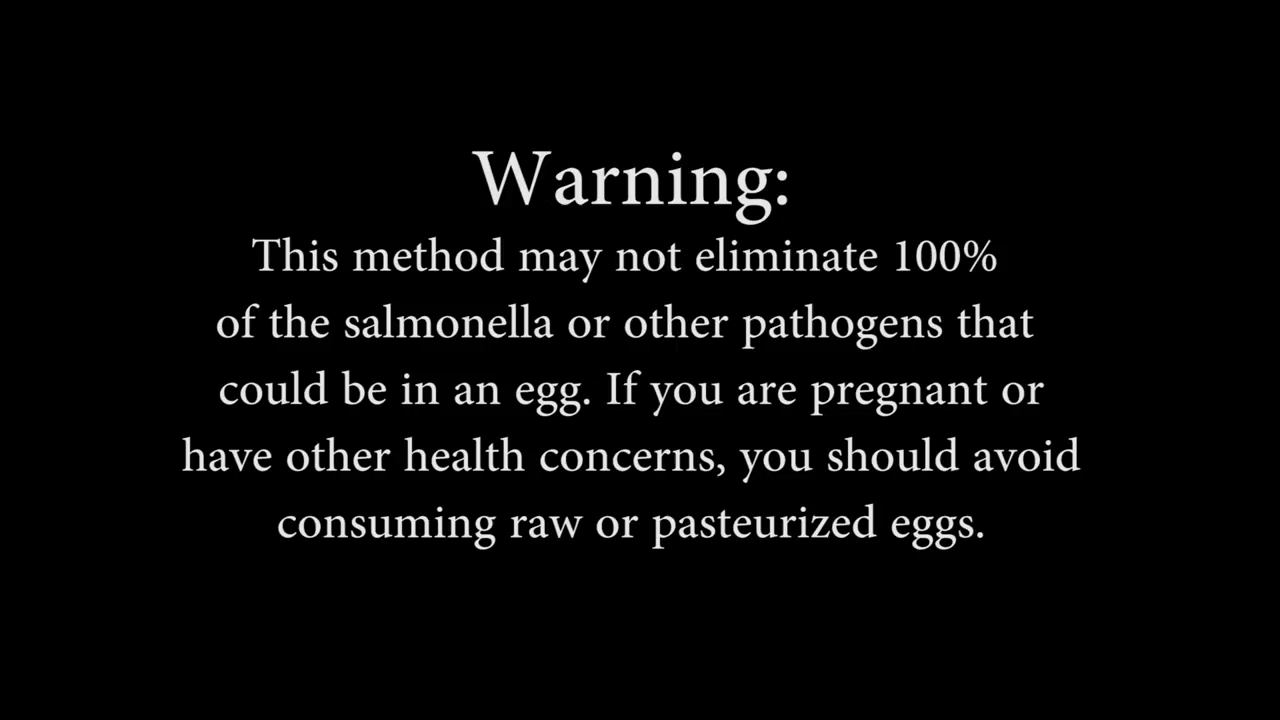 Warning:
This method may not eliminate 100%
of the salmonella or other pathogens that
could be in an egg. If you are pregnant or
have other health concerns, you should avoid
consuming raw or pasteurized eggs.